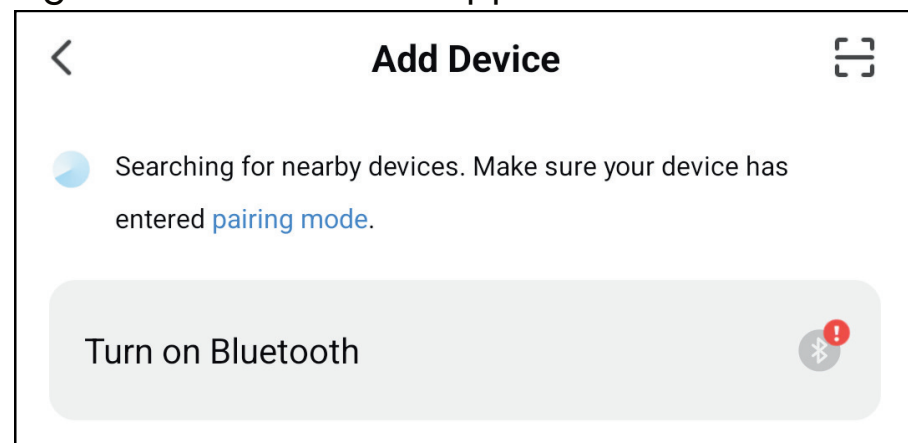 Add Device
Searching for nearby devices. Make sure your device has
entered pairing mode.
Turn on Bluetooth